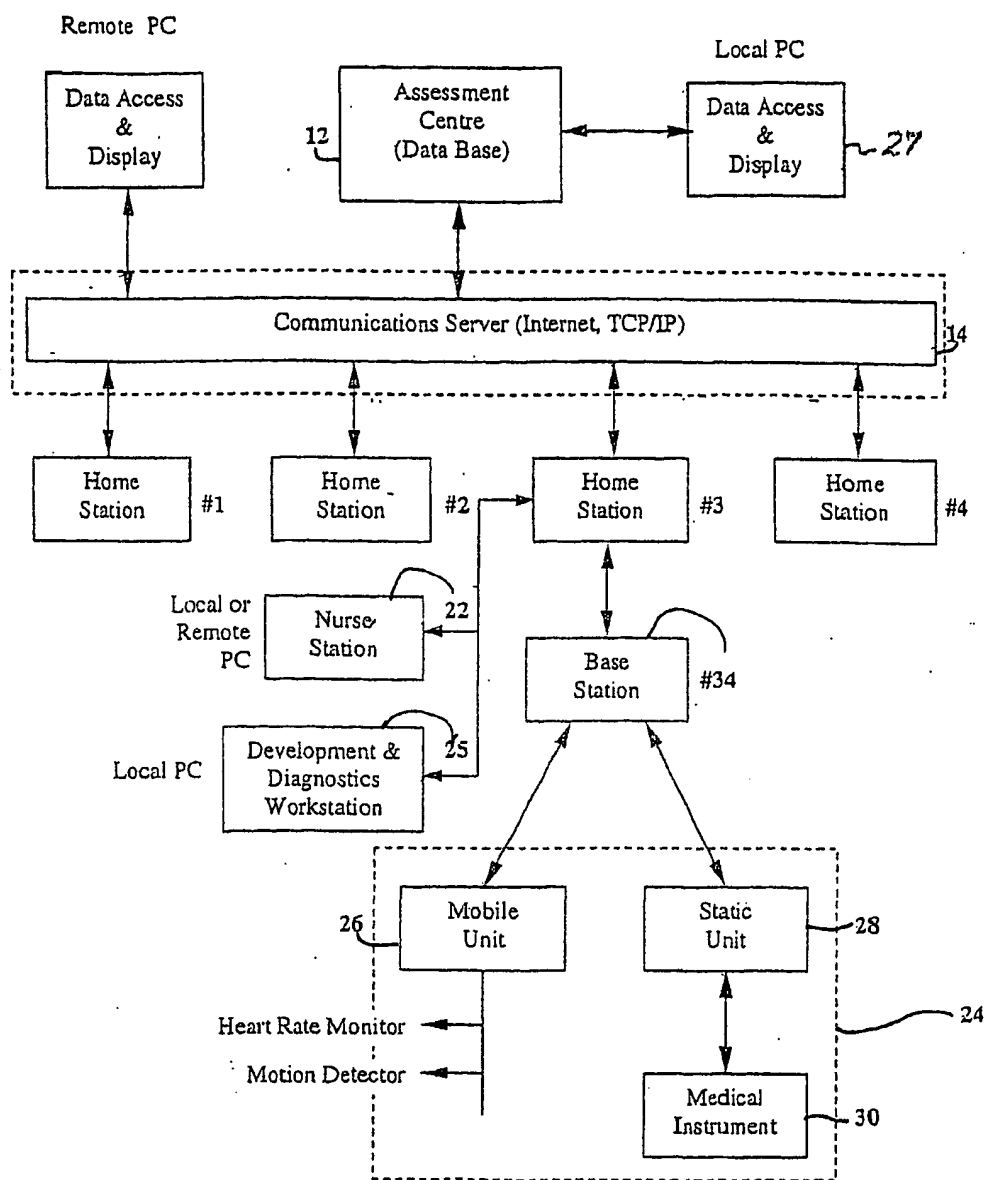 Remote PC
Data Access
&
Display
12
Assessment
Centre
(Data Base)
Local PC
Data Access
&
Display
27
Communications Server (Internet, TCP/IP)
14
Home
Station
#1
Home
Station
#2
Home
Station
#3
Home
Station
#4
Local or
Remote
PC
Nurse
Station
22
Base
Station
#34
Local PC
Development &
Diagnostics
Workstation
25
26
Mobile
Unit
Static
Unit
28
Heart Rate Monitor
Motion Detector
24
Medical
Instrument
30